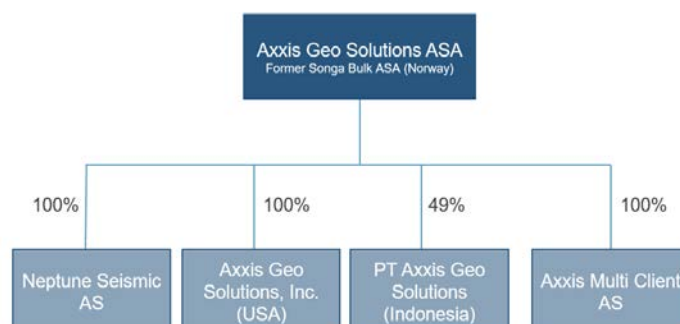 Axxis Geo Solutions ASA
Former Songa Bulk ASA (Norway)
100%
100%
49%
100%
Neptune Seismic
AS
Axxis Geo
Solutions, Inc.
(USA)
PT Axxis Geo
Solutions
(Indonesia)
Axxis Multi Client
AS